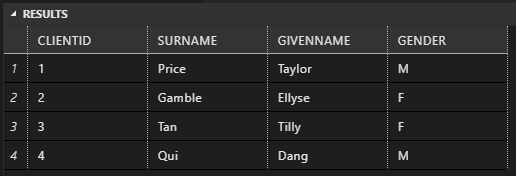 RESULTS
CLIENTID SURNAME GIVENNAME GENDER
1 1 Price Taylor M
2 2 Gamble Ellyse F
3 3 Tan Tilly F
4 4 Qui Dang M